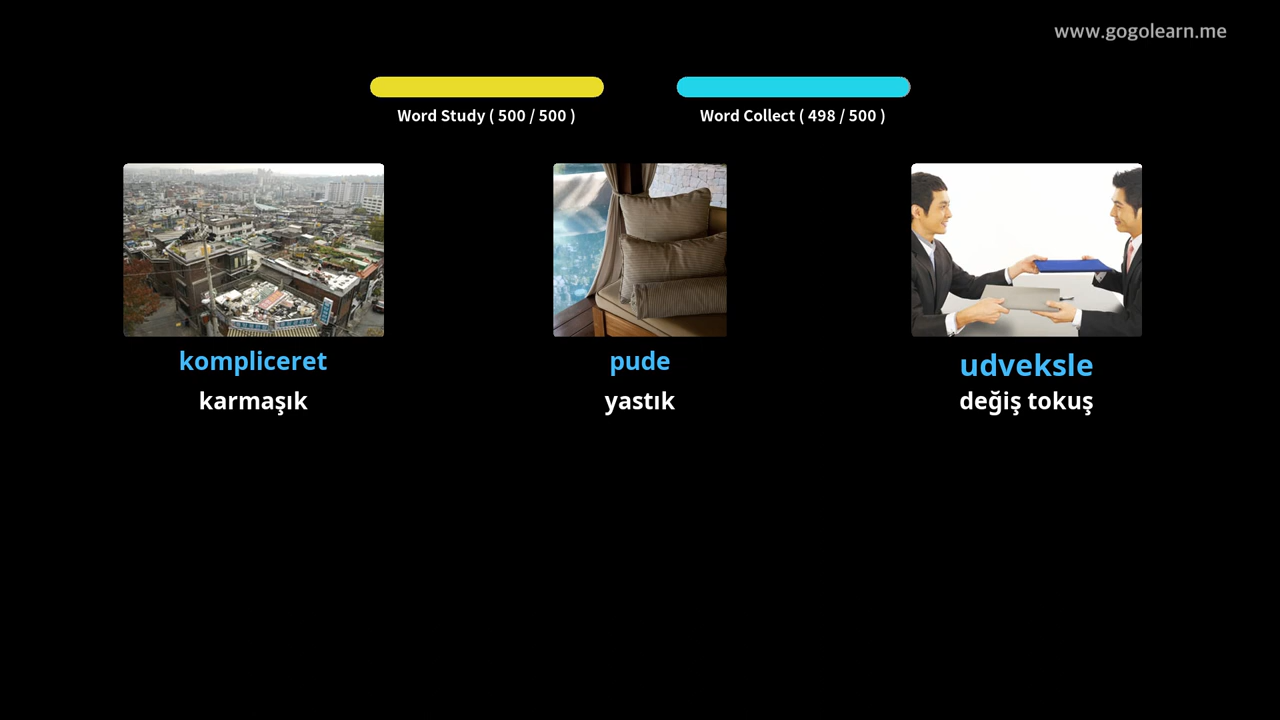 www.gogolearn.me
Word Study ( 500 / 500 )
Word Collect ( 498 / 500 )
kompliceret
pude
udveksle
karmaşık
yastık
değiş tokuş